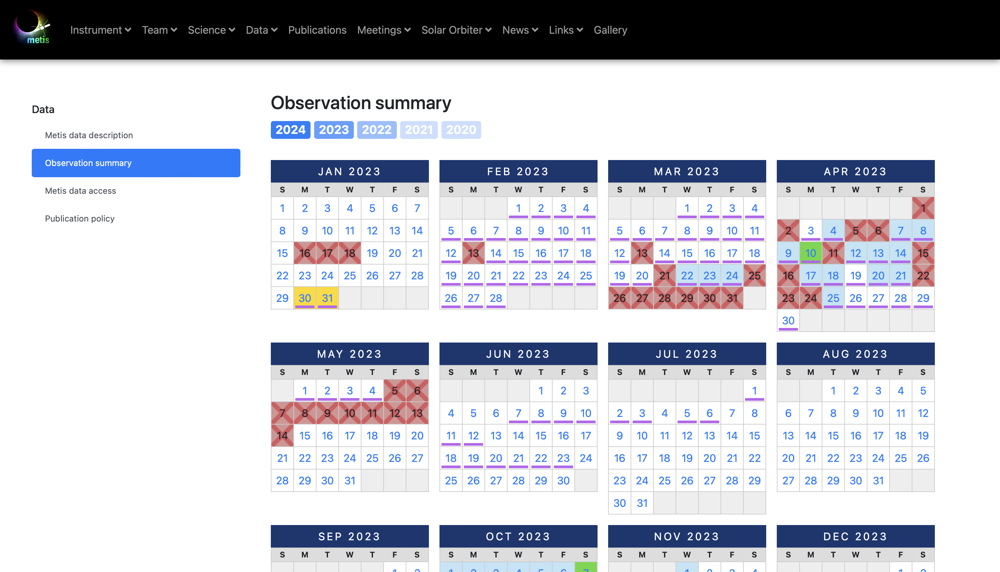 metis
Instrument Team Science Data Publications Meetings Solar Orbiter News Links Gallery
Data
Metis data description
Observation summary
Metis data access
Publication policy
Observation summary
2024 2023 2022 2021 2020
JAN 2023
S M T W T F S
1 2 3 4 5 6 7
8 9 10 11 12 13 14
15 16 17 18 19 20 21
22 23 24 25 26 27 28
29 30 31
FEB 2023
S M T W T F S
1 2 3 4
5 6 7 8 9 10 11
12 13 14 15 16 17 18
19 20 21 22 23 24 25
26 27 28
MAR 2023
S M T W T F S
1 2 3 4
5 6 7 8 9 10 11
12 13 14 15 16 17 18
19 20 21 22 23 24 25
26 27 28 29 30 31
APR 2023
S M T W T F S
1
2 3 4 5 6 7 8
9 10 11 12 13 14 15
16 17 18 19 20 21 22
23 24 25 26 27 28 29
30
MAY 2023
S M T W T F S
1 2 3 4 5 6
7 8 9 10 11 12 13
14 15 16 17 18 19 20
21 22 23 24 25 26 27
28 29 30 31
JUN 2023
S M T W T F S
1 2 3
4 5 6 7 8 9 10
11 12 13 14 15 16 17
18 19 20 21 22 23 24
25 26 27 28 29 30
JUL 2023
S M T W T F S
1
2 3 4 5 6 7 8
9 10 11 12 13 14 15
16 17 18 19 20 21 22
23 24 25 26 27 28 29
30 31
AUG 2023
S M T W T F S
1 2 3 4 5
6 7 8 9 10 11 12
13 14 15 16 17 18 19
20 21 22 23 24 25 26
27 28 29 30 31
SEP 2023
S M T W T F S
1 2
OCT 2023
S M T W T F S
1 2 3 4 5 6 7
NOV 2023
S M T W T F S
1 2 3 4
DEC 2023
S M T W T F S
1 2